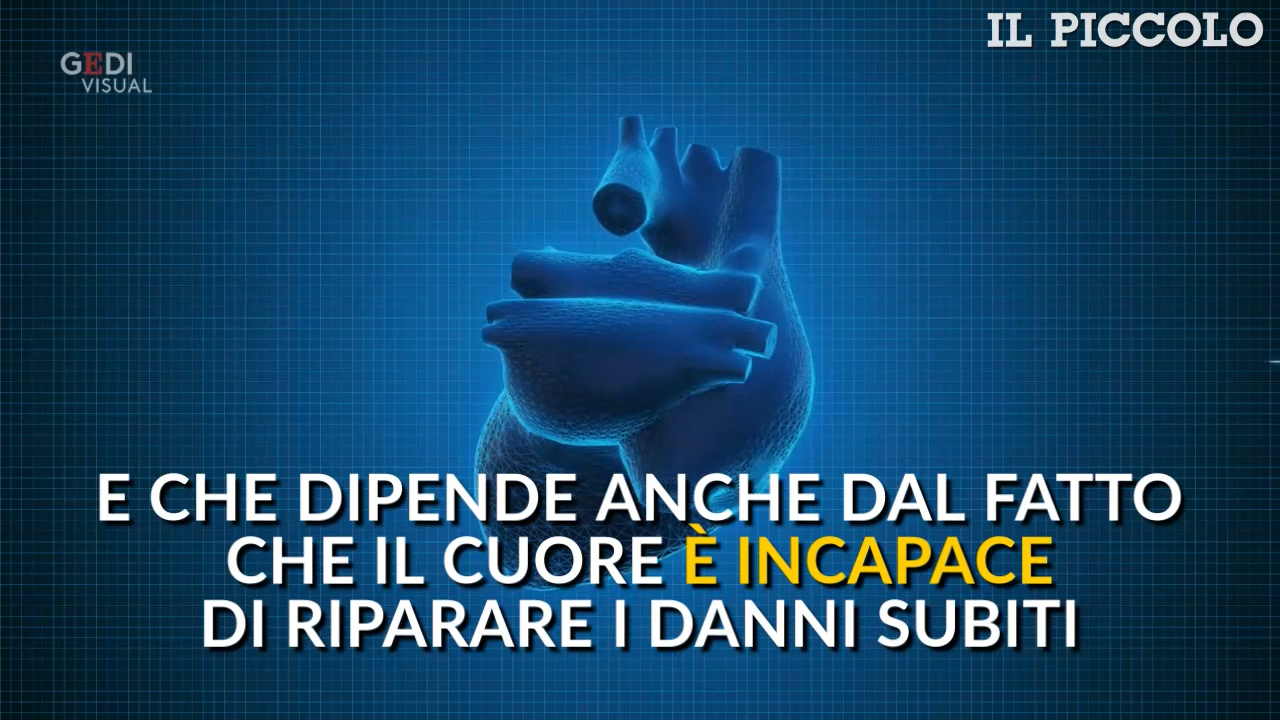 IL PICCOLO
GEDI
VISUAL
E CHE DIPENDE ANCHE DAL FATTO
CHE IL CUORE È INCAPACE
DI RIPARARE I DANNI SUBITI